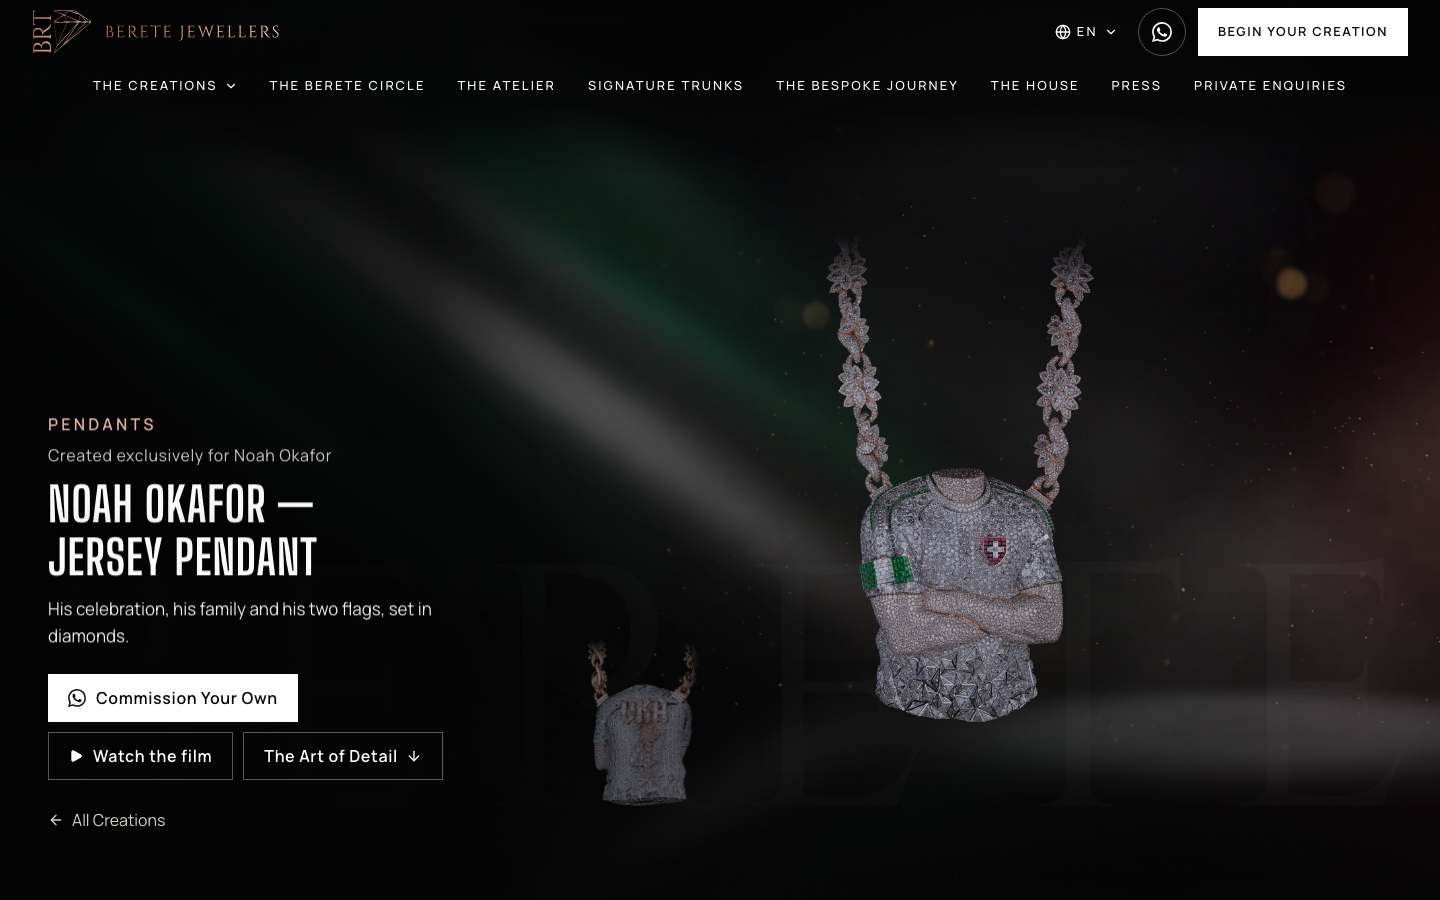 BRT BERETE JEWELLERS
EN
BEGIN YOUR CREATION
THE CREATIONS THE BERETE CIRCLE THE ATELIER SIGNATURE TRUNKS THE BESPOKE JOURNEY THE HOUSE PRESS PRIVATE ENQUIRIES
PENDANTS
Created exclusively for Noah Okafor
NOAH OKAFOR —
JERSEY PENDANT
His celebration, his family and his two flags, set in
diamonds.
Commission Your Own
Watch the film The Art of Detail
All Creations
BERETE